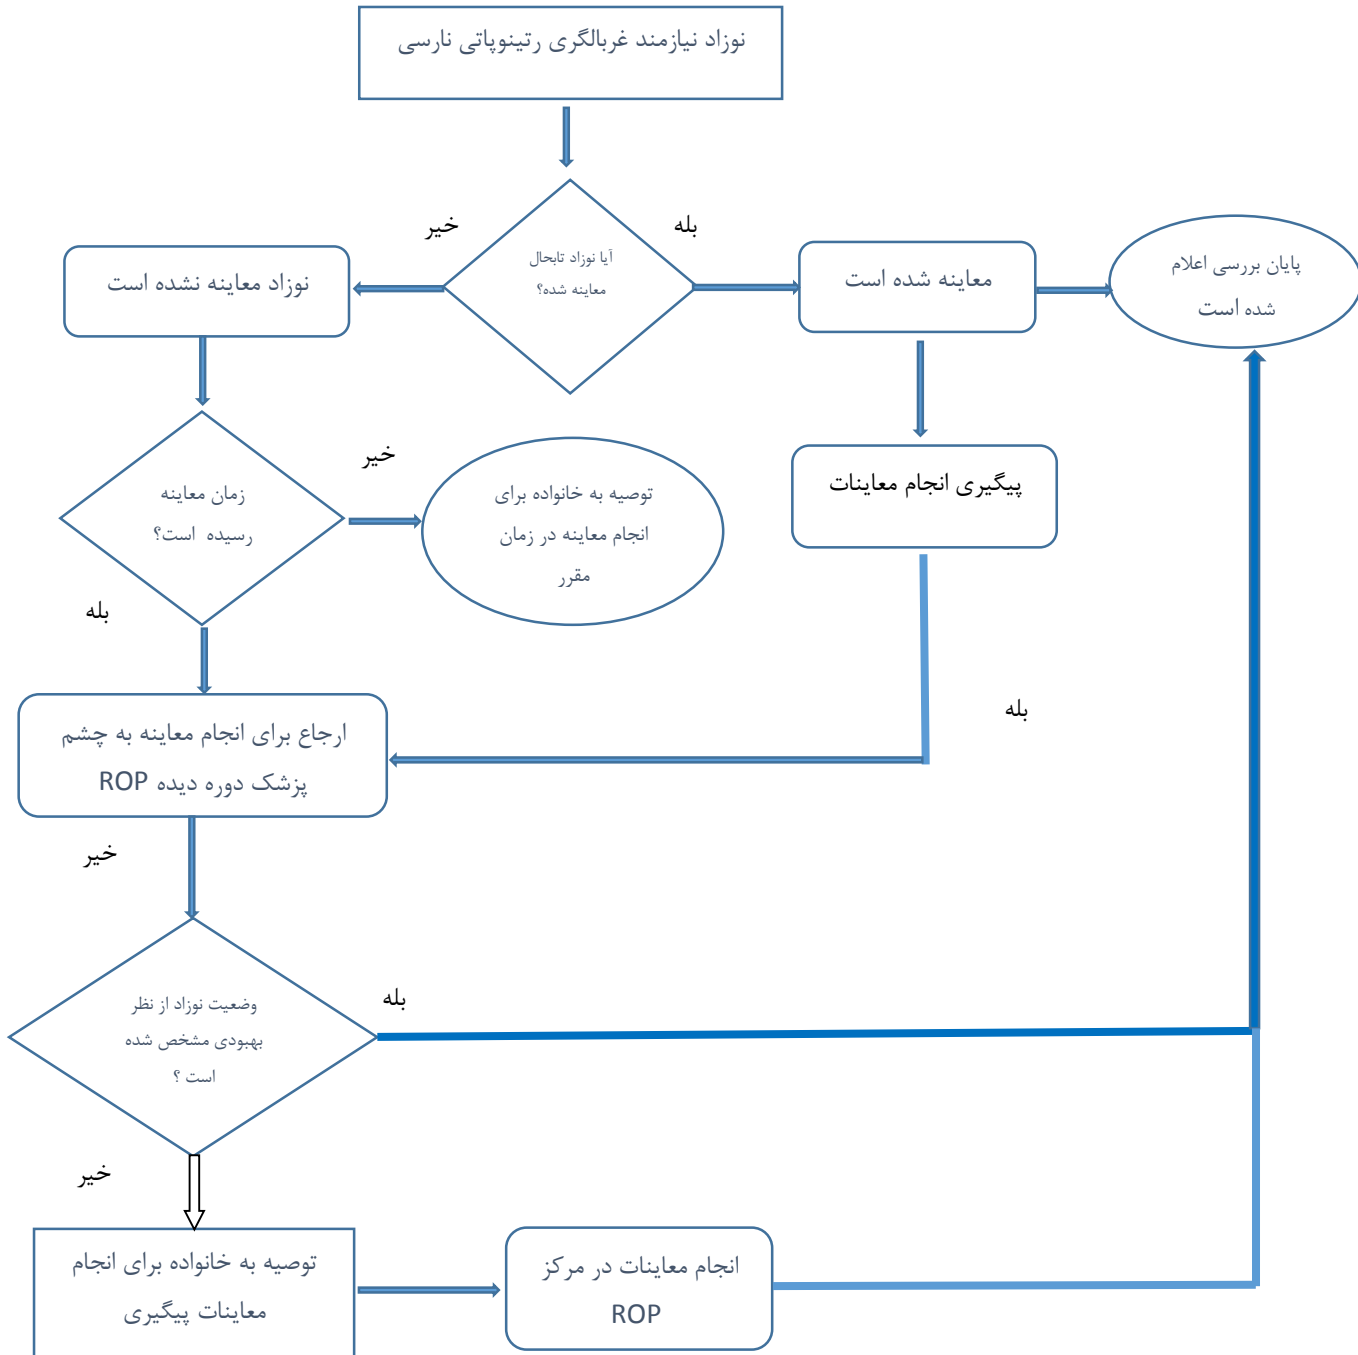 نوزاد نیازمند غربالگری رتینوپاتی نارسی
بله
خیر
آیا نوزاد تابحال
معاینه شده؟
پایان بررسی اعلام
شده است
معاینه شده است
نوزاد معاینه نشده است
خیر
پیگیری انجام معاینات
توصیه به خانواده برای
انجام معاینه در زمان
مقرر
زمان معاینه
رسیده است؟
بله
بله
ارجاع برای انجام معاینه به چشم
پزشک دوره دیده ROP
خیر
وضعیت نوزاد از نظر
بهبودی مشخص شده
است ؟
بله
خیر
توصیه به خانواده برای انجام
معاینات پیگیری
انجام معاینات در مرکز
ROP